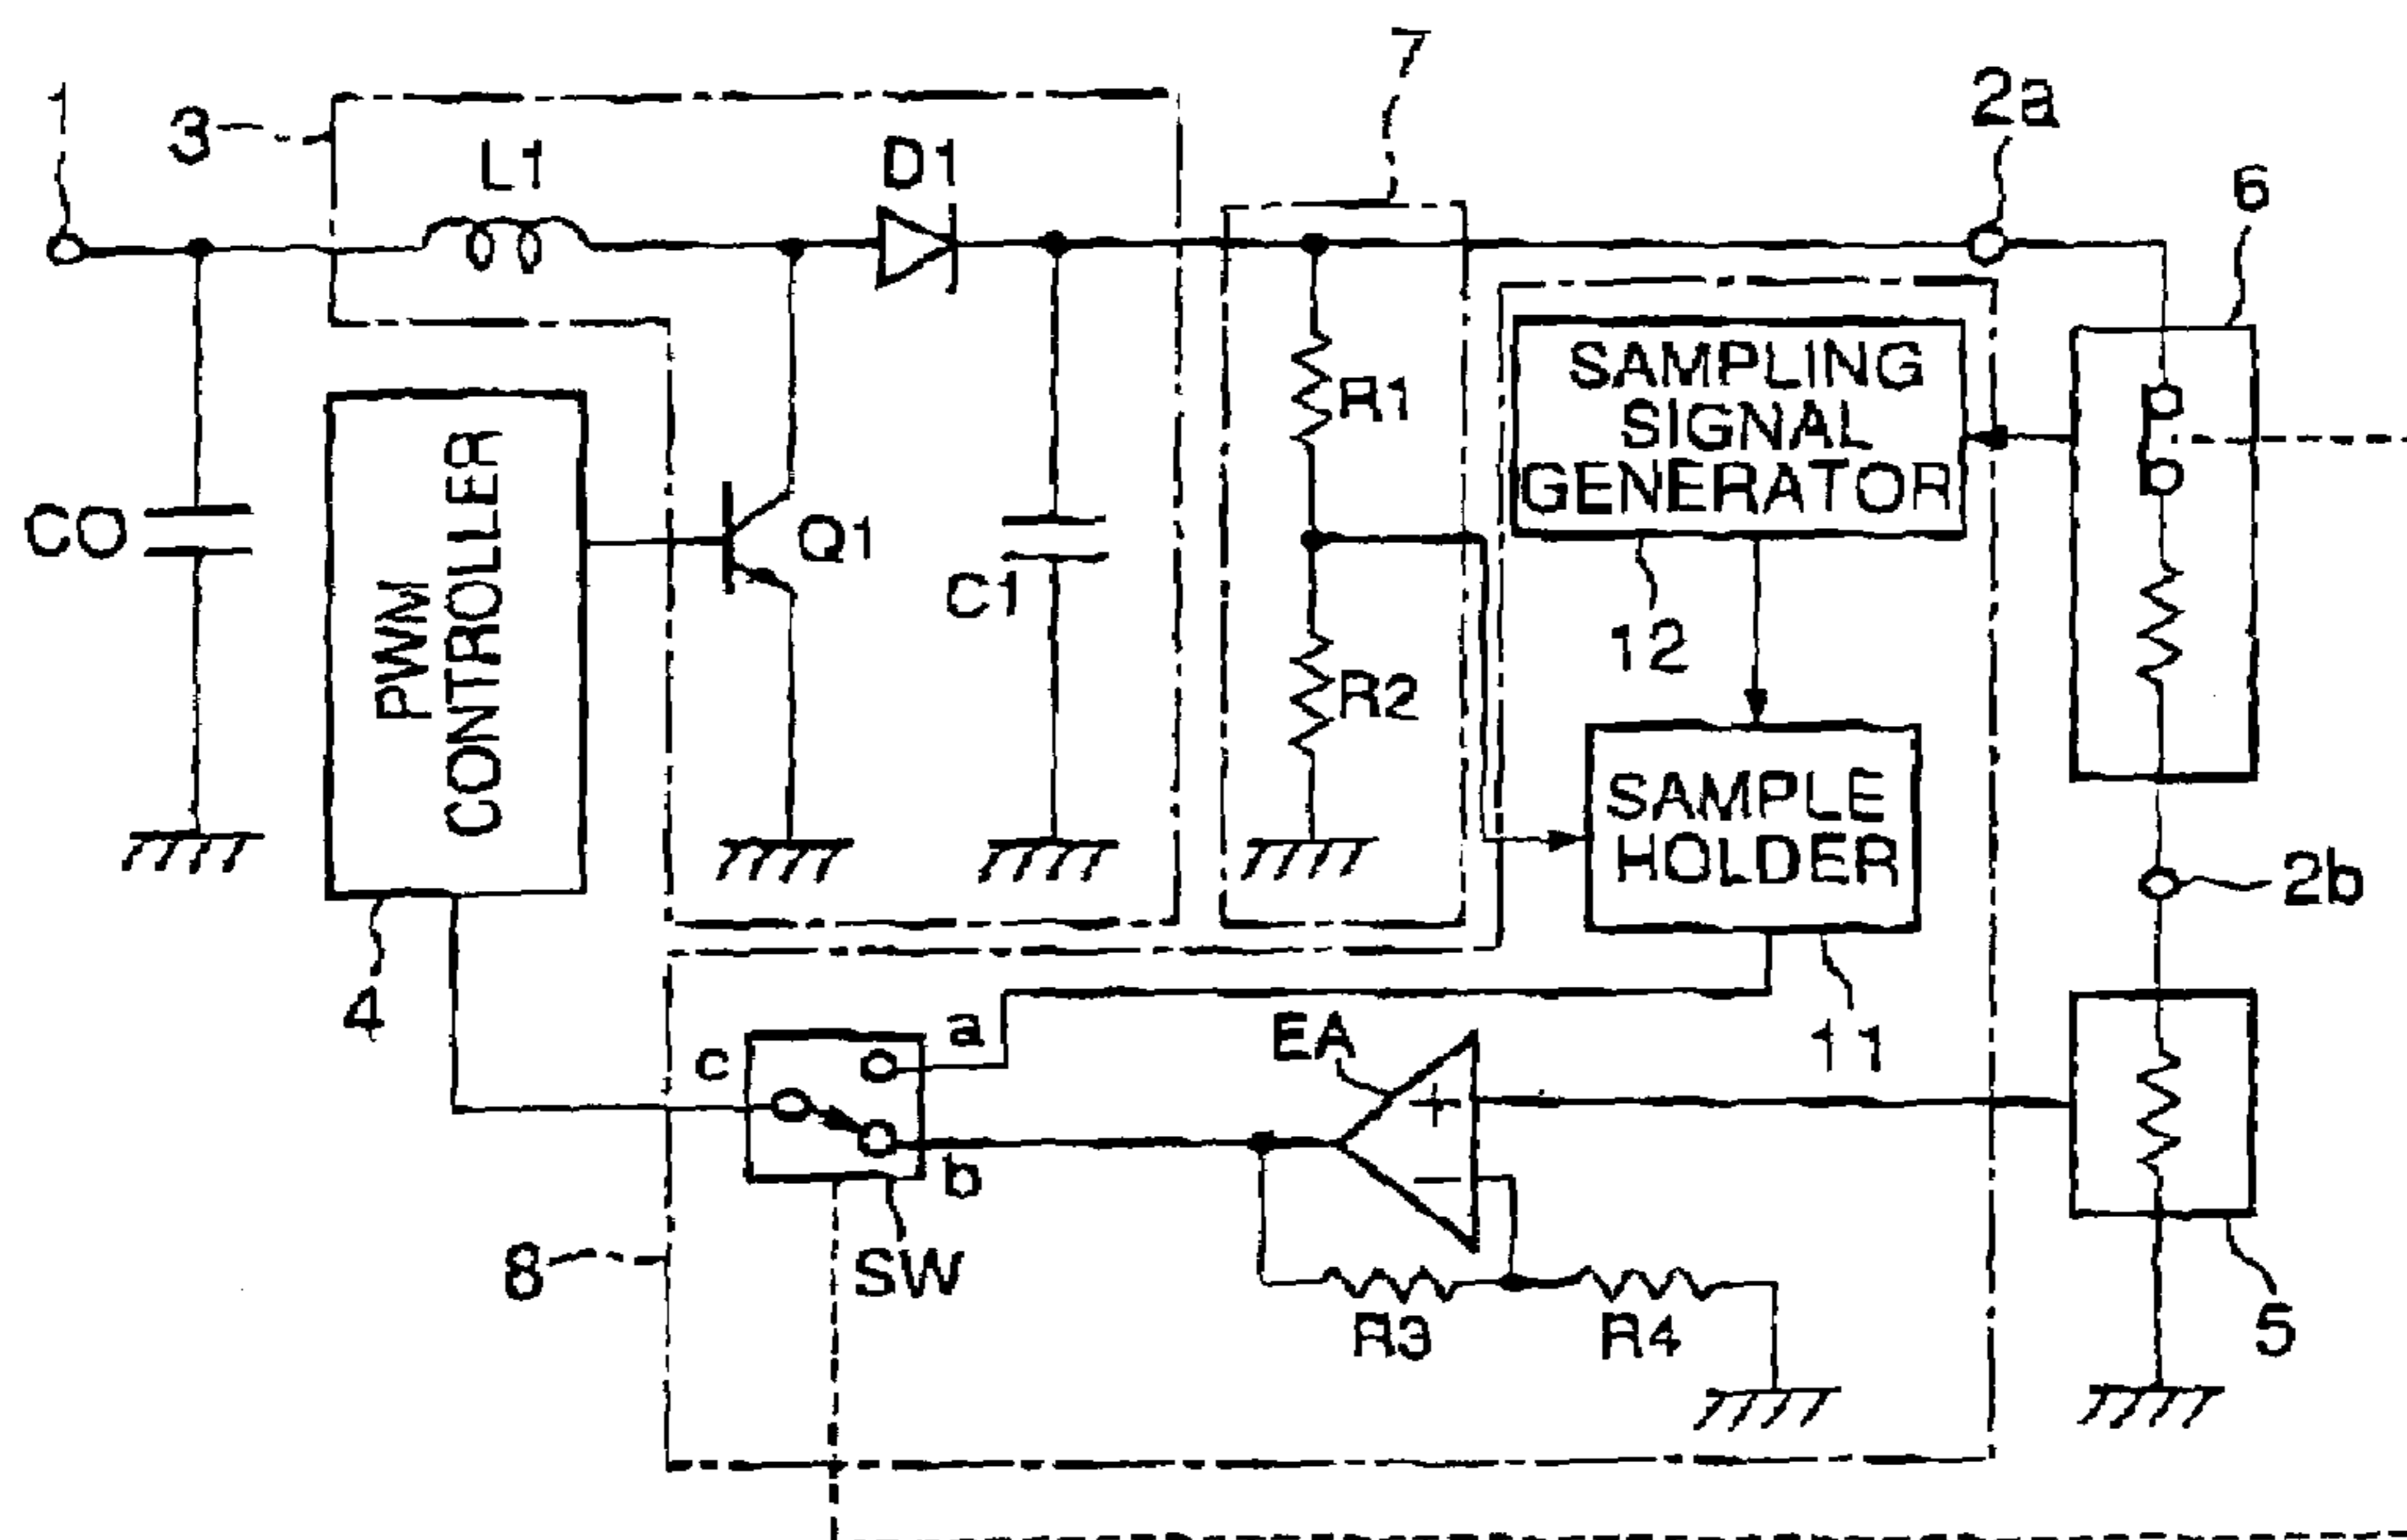 1
3
L1
D1
7
2a
6
CO
PWM
CONTROLLER
Q1
C1
R1
R2
SAMPLING
SIGNAL
GENERATOR
12
SAMPLE
HOLDER
2b
4
c
a
b
EA
+
−
11
8
SW
R3
R4
5